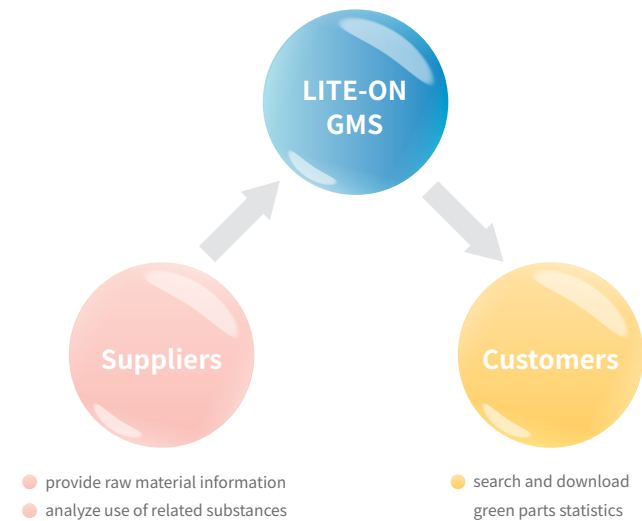 LITE-ON
GMS
Suppliers
Customers
provide raw material information
analyze use of related substances
search and download
green parts statistics